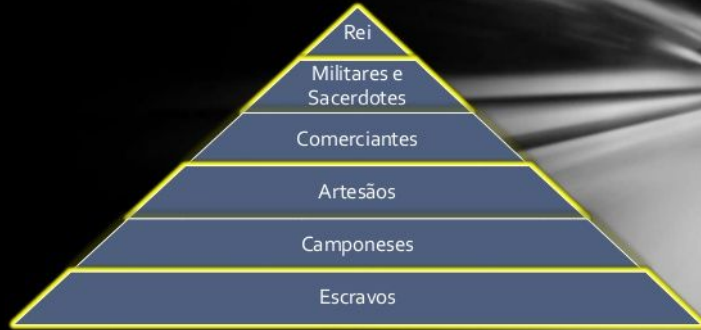 Rei
Militares e
Sacerdotes
Comerciantes
Artesãos
Camponeses
Escravos